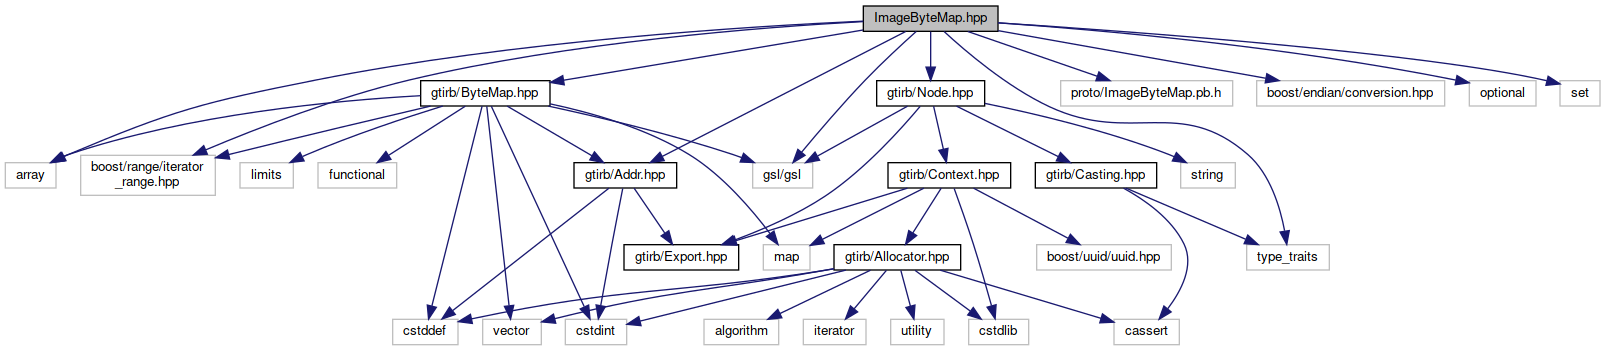 ImageByteMap.hpp
gtirb/ByteMap.hpp
gtirb/Node.hpp
proto/ImageByteMap.pb.h
boost/endian/conversion.hpp
optional
set
array
boost/range/iterator
_range.hpp
limits
functional
gtirb/Addr.hpp
gsl/gsl
gtirb/Context.hpp
gtirb/Casting.hpp
string
gtirb/Export.hpp
map
gtirb/Allocator.hpp
boost/uuid/uuid.hpp
type_traits
cstddef
vector
cstdint
algorithm
iterator
utility
cstdlib
cassert